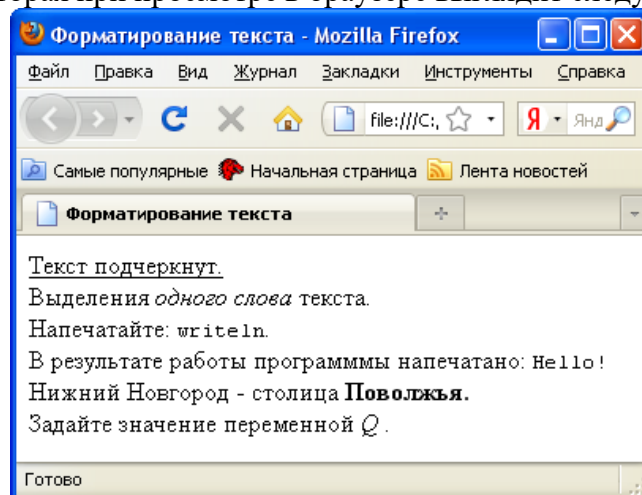 Форматирование текста - Mozilla Firefox
Файл Правка Вид Журнал Закладки Инструменты Справка
file:///C:, Я Янд
Самые популярные Начальная страница Лента новостей
Форматирование текста
Текст подчеркнут.
Выделения одного слова текста.
Напечатайте: writeln.
В результате работы программмы напечатано: Hello!
Нижний Новгород - столица Поволжья.
Задайте значение переменной Q .
Готово